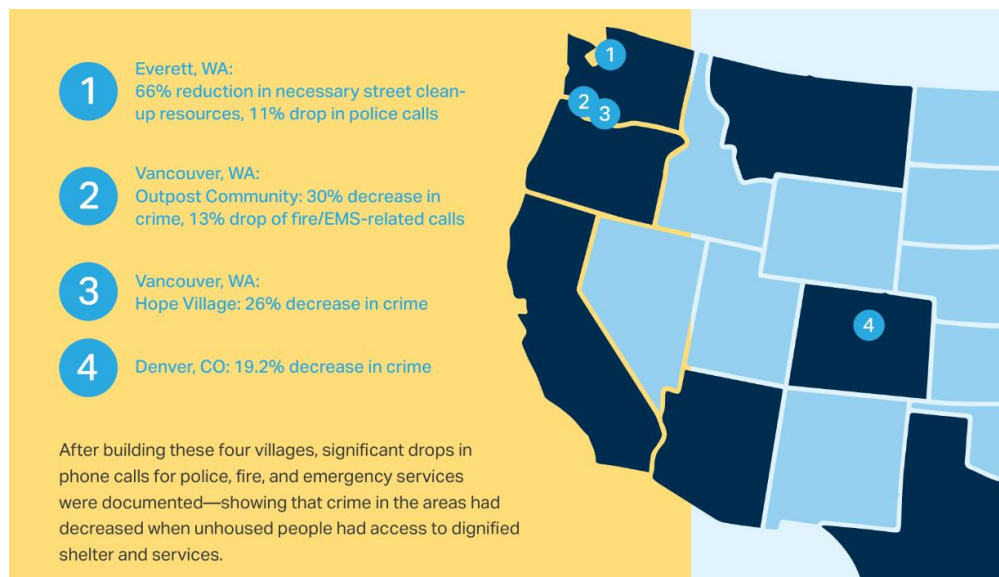 1
Everett, WA:
66% reduction in necessary street clean-
up resources, 11% drop in police calls
2
Vancouver, WA:
Outpost Community: 30% decrease in
crime, 13% drop of fire/EMS-related calls
3
Vancouver, WA:
Hope Village: 26% decrease in crime
4
Denver, CO: 19.2% decrease in crime
After building these four villages, significant drops in
phone calls for police, fire, and emergency services
were documented—showing that crime in the areas had
decreased when unhoused people had access to dignified
shelter and services.
1
2
3
4